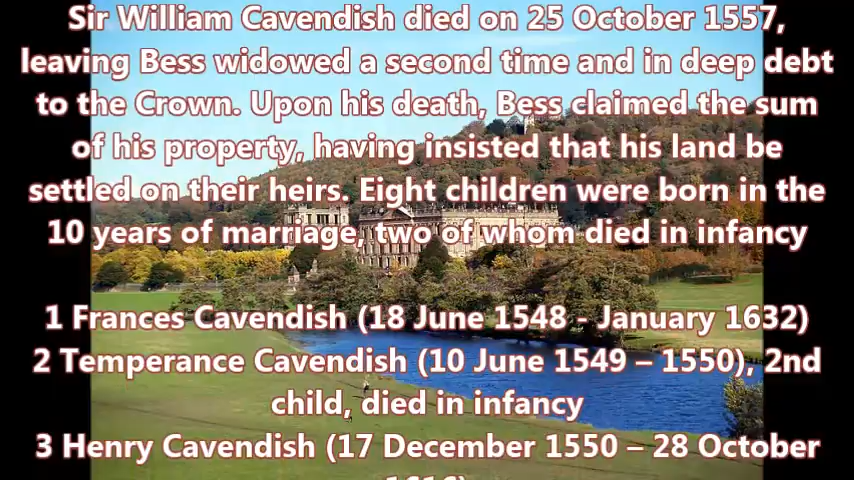 Sir William Cavendish died on 25 October 1557,
leaving Bess widowed a second time and in deep debt
to the Crown. Upon his death, Bess claimed the sum
of his property, having insisted that his land be
settled on their heirs. Eight children were born in the
10 years of marriage, two of whom died in infancy
1 Frances Cavendish (18 June 1548 - January 1632)
2 Temperance Cavendish (10 June 1549 – 1550), 2nd
child, died in infancy
3 Henry Cavendish (17 December 1550 – 28 October